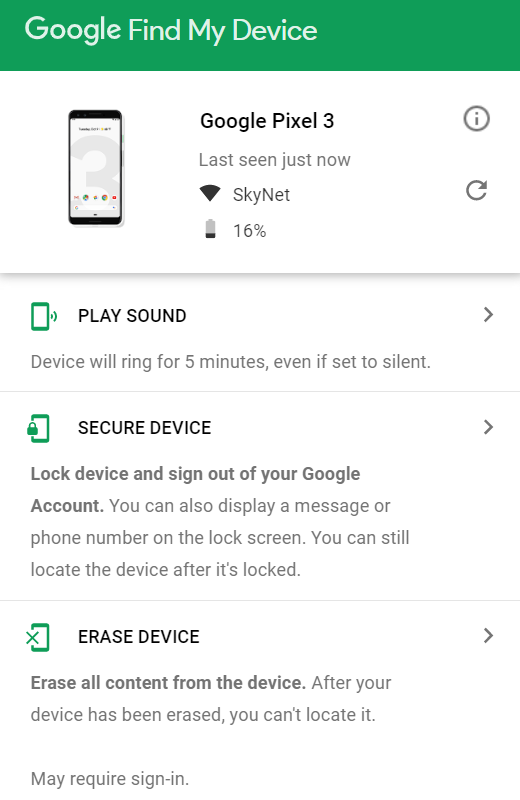 Google Find My Device
Google Pixel 3
Last seen just now
SkyNet
16%
PLAY SOUND
Device will ring for 5 minutes, even if set to silent.
SECURE DEVICE
Lock device and sign out of your Google
Account. You can also display a message or
phone number on the lock screen. You can still
locate the device after it's locked.
ERASE DEVICE
Erase all content from the device. After your
device has been erased, you can't locate it.
May require sign-in.